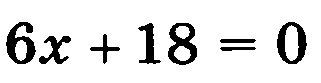 6x + 18 = 0